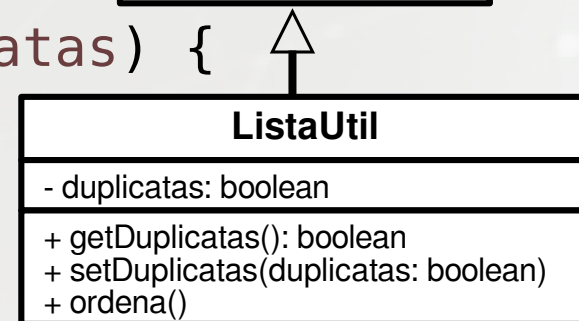 atas) {
ListaUtil
- duplicatas: boolean
+ getDuplicatas(): boolean
+ setDuplicatas(duplicatas: boolean)
+ ordena()